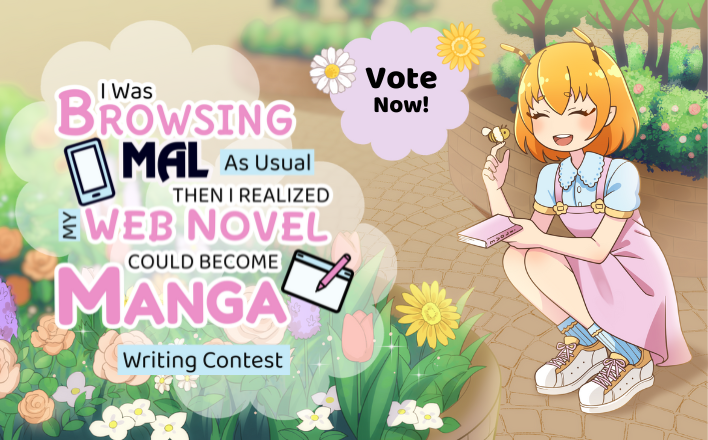 I Was
BROWSING
MAL As Usual
THEN I REALIZED
MY WEB NOVEL
COULD BECOME
MANGA
Writing Contest
Vote
Now!